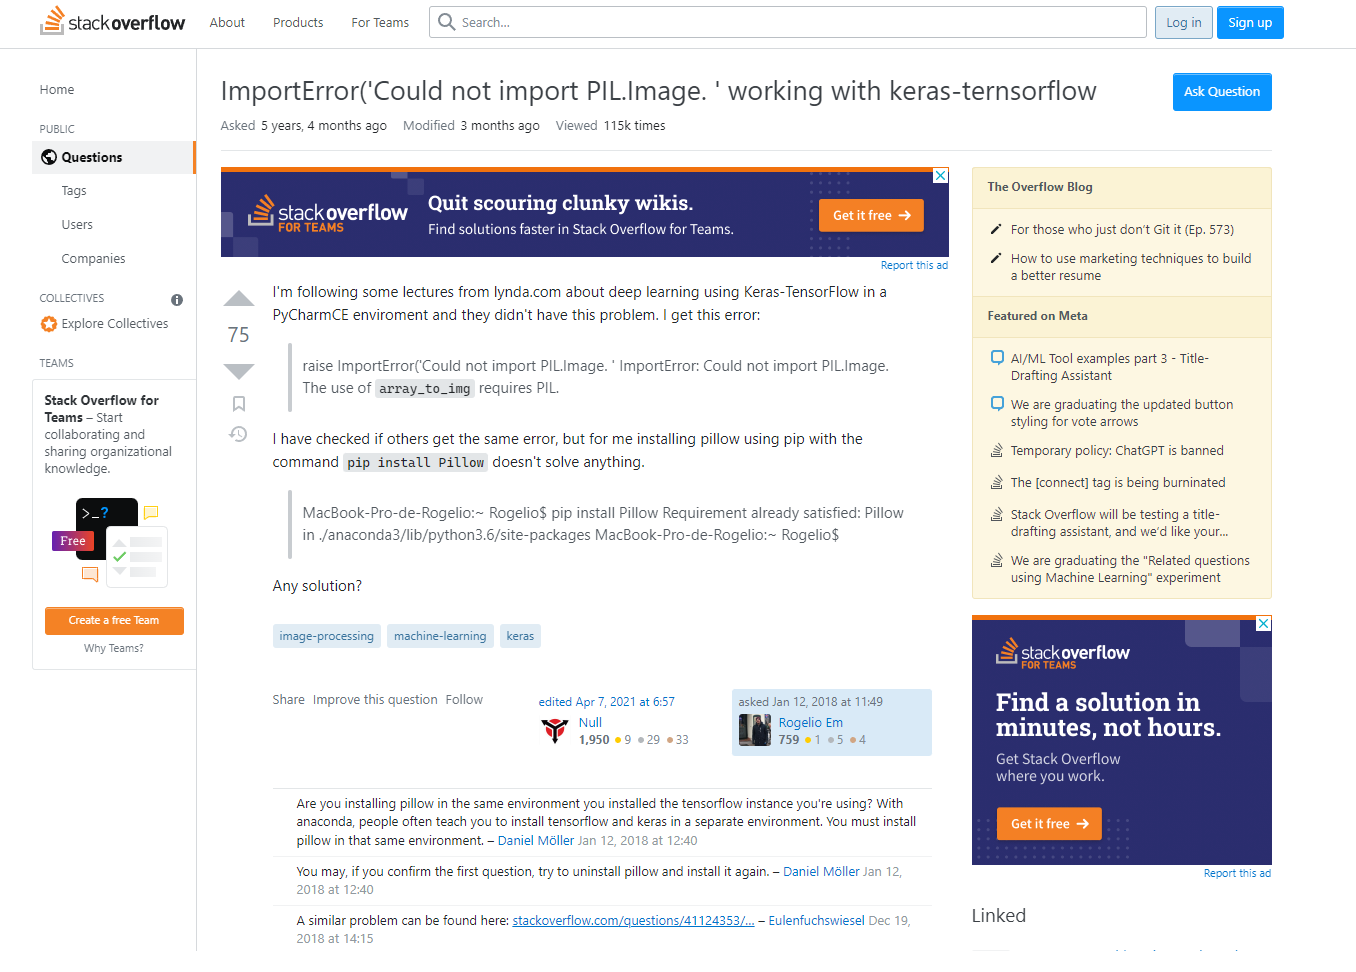 stackoverflow
About
Products
For Teams
Search...
Log in
Sign up
Home
PUBLIC
Questions
Tags
Users
Companies
COLLECTIVES
Explore Collectives
TEAMS
Stack Overflow for
Teams – Start
collaborating and
sharing organizational
knowledge.
>_?
Free
Create a free Team
Why Teams?
ImportError('Could not import PIL.Image. ' working with keras-ternsorflow
Ask Question
Asked 5 years, 4 months ago Modified 3 months ago Viewed 115k times
stackoverflow
FOR TEAMS
Quit scouring clunky wikis.
Find solutions faster in Stack Overflow for Teams.
Get it free →
Report this ad
75
I'm following some lectures from lynda.com about deep learning using Keras-TensorFlow in a
PyCharmCE enviroment and they didn't have this problem. I get this error:
raise ImportError('Could not import PIL.Image. ' ImportError: Could not import PIL.Image.
The use of array_to_img requires PIL.
I have checked if others get the same error, but for me installing pillow using pip with the
command pip install Pillow doesn't solve anything.
MacBook-Pro-de-Rogelio:~ Rogelio$ pip install Pillow Requirement already satisfied: Pillow
in ./anaconda3/lib/python3.6/site-packages MacBook-Pro-de-Rogelio:~ Rogelio$
Any solution?
image-processing machine-learning keras
Share Improve this question Follow
edited Apr 7, 2021 at 6:57
Null
1,950 9 29 33
asked Jan 12, 2018 at 11:49
Rogelio Em
759 1 5 4
Are you installing pillow in the same environment you installed the tensorflow instance you're using? With
anaconda, people often teach you to install tensorflow and keras in a separate environment. You must install
pillow in that same environment. – Daniel Möller Jan 12, 2018 at 12:40
You may, if you confirm the first question, try to uninstall pillow and install it again. – Daniel Möller Jan 12,
2018 at 12:40
A similar problem can be found here: stackoverflow.com/questions/41124353/... – Eulenfuchswiesel Dec 19,
2018 at 14:15
The Overflow Blog
For those who just don't Git it (Ep. 573)
How to use marketing techniques to build
a better resume
Featured on Meta
AI/ML Tool examples part 3 - Title-
Drafting Assistant
We are graduating the updated button
styling for vote arrows
Temporary policy: ChatGPT is banned
The [connect] tag is being burninated
Stack Overflow will be testing a title-
drafting assistant, and we'd like your...
We are graduating the "Related questions
using Machine Learning" experiment
stackoverflow
FOR TEAMS
Find a solution in
minutes, not hours.
Get Stack Overflow
where you work.
Get it free →
Report this ad
Linked